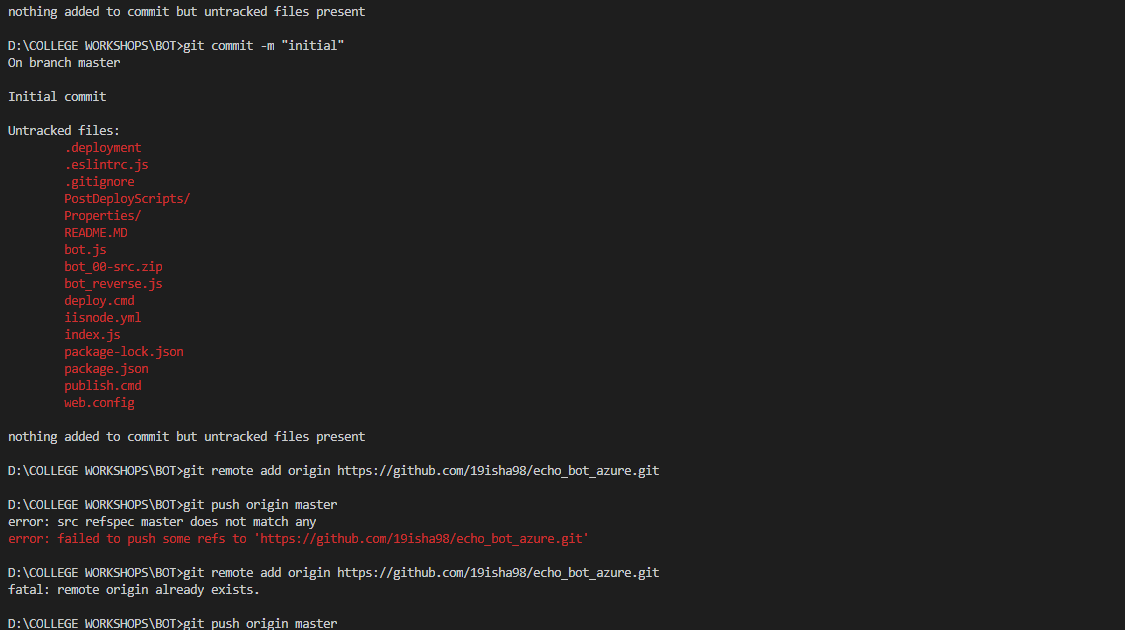 nothing added to commit but untracked files present
D:\COLLEGE WORKSHOPS\BOT>git commit -m "initial"
On branch master
Initial commit
Untracked files:
.deployment
.eslintrc.js
.gitignore
PostDeployScripts/
Properties/
README.MD
bot.js
bot_00-src.zip
bot_reverse.js
deploy.cmd
iisnode.yml
index.js
package-lock.json
package.json
publish.cmd
web.config
nothing added to commit but untracked files present
D:\COLLEGE WORKSHOPS\BOT>git remote add origin https://github.com/19isha98/echo_bot_azure.git
D:\COLLEGE WORKSHOPS\BOT>git push origin master
error: src refspec master does not match any
error: failed to push some refs to 'https://github.com/19isha98/echo_bot_azure.git'
D:\COLLEGE WORKSHOPS\BOT>git remote add origin https://github.com/19isha98/echo_bot_azure.git
fatal: remote origin already exists.
D:\COLLEGE WORKSHOPS\BOT>git push origin master